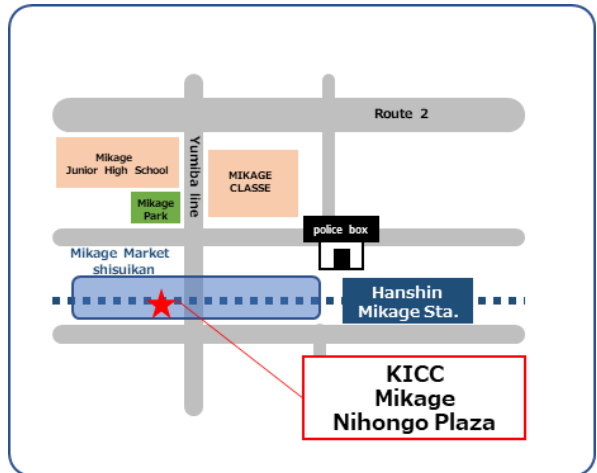 Route 2
Mikage
Junior High School
Yumiba line
MIKAGE
CLASSE
Mikage
Park
police box
Mikage Market
shisuikan
Hanshin
Mikage Sta.
KICC
Mikage
Nihongo Plaza